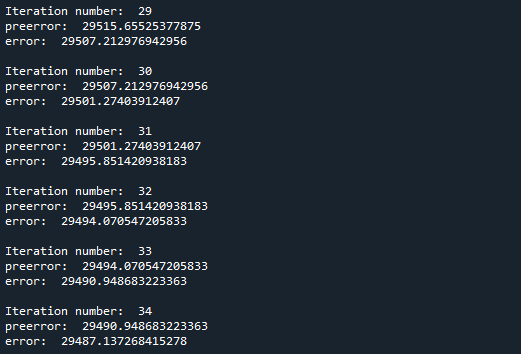 Iteration number:  29
preerror:  29515.65525377875
error:  29507.212976942956
Iteration number:  30
preerror:  29507.212976942956
error:  29501.27403912407
Iteration number:  31
preerror:  29501.27403912407
error:  29495.851420938183
Iteration number:  32
preerror:  29495.851420938183
error:  29494.070547205833
Iteration number:  33
preerror:  29494.070547205833
error:  29490.948683223363
Iteration number:  34
preerror:  29490.948683223363
error:  29487.137268415278